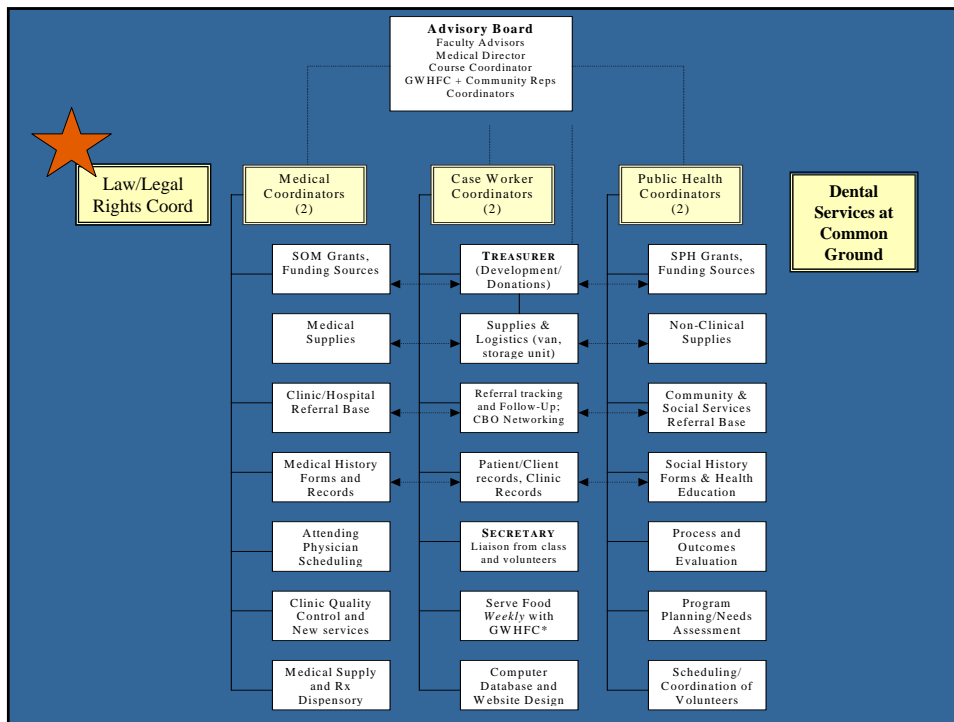 Advisory Board
Faculty Advisors
Medical Director
Course Coordinator
GWHFC + Community Reps
Coordinators
Law/Legal
Rights Coord
Medical
Coordinators
(2)
Case Worker
Coordinators
(2)
Public Health
Coordinators
(2)
Dental
Services at
Common
Ground
SOM Grants,
Funding Sources
TREASURER
(Development/
Donations)
SPH Grants,
Funding Sources
Medical
Supplies
Supplies &
Logistics (van,
storage unit)
Non-Clinical
Supplies
Clinic/Hospital
Referral Base
Referral tracking
and Follow-Up;
CBO Networking
Community &
Social Services
Referral Base
Medical History
Forms and
Records
Patient/Client
records, Clinic
Records
Social History
Forms & Health
Education
Attending
Physician
Scheduling
SECRETARY
Liaison from class
and volunteers
Process and
Outcomes
Evaluation
Clinic Quality
Control and
New services
Serve Food
Weekly with
GWHFC*
Program
Planning/Needs
Assessment
Medical Supply
and Rx
Dispensory
Computer
Database and
Website Design
Scheduling/
Coordination of
Volunteers